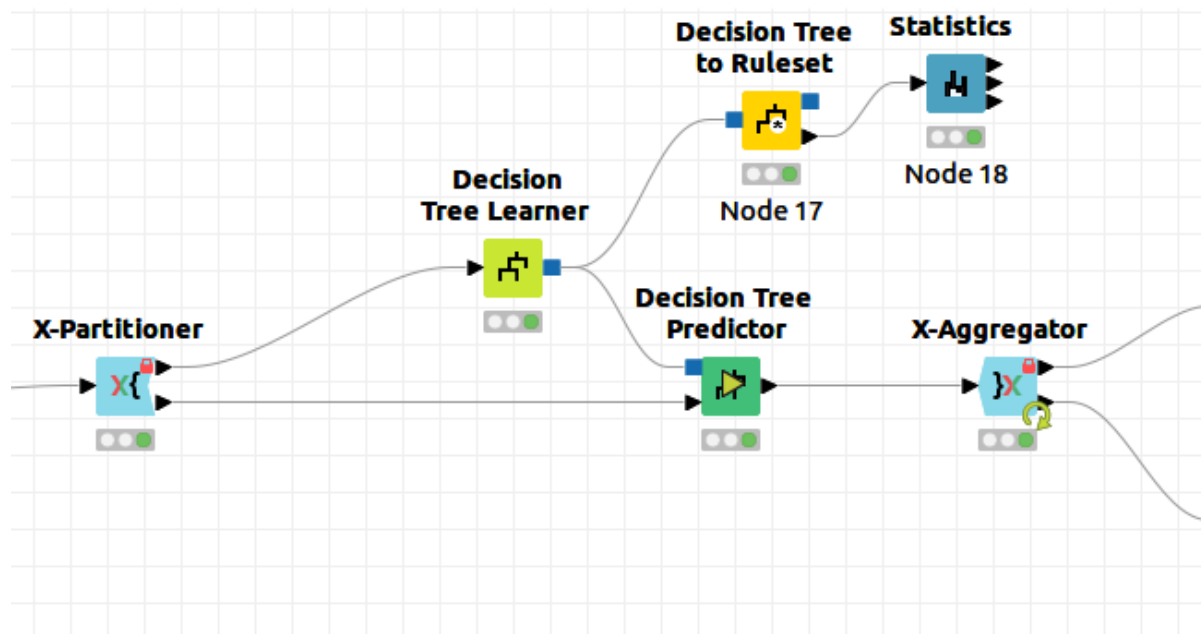 Decision Tree
to Ruleset
Statistics
Node 17
Node 18
Decision
Tree Learner
X-Partitioner
Decision Tree
Predictor
X-Aggregator